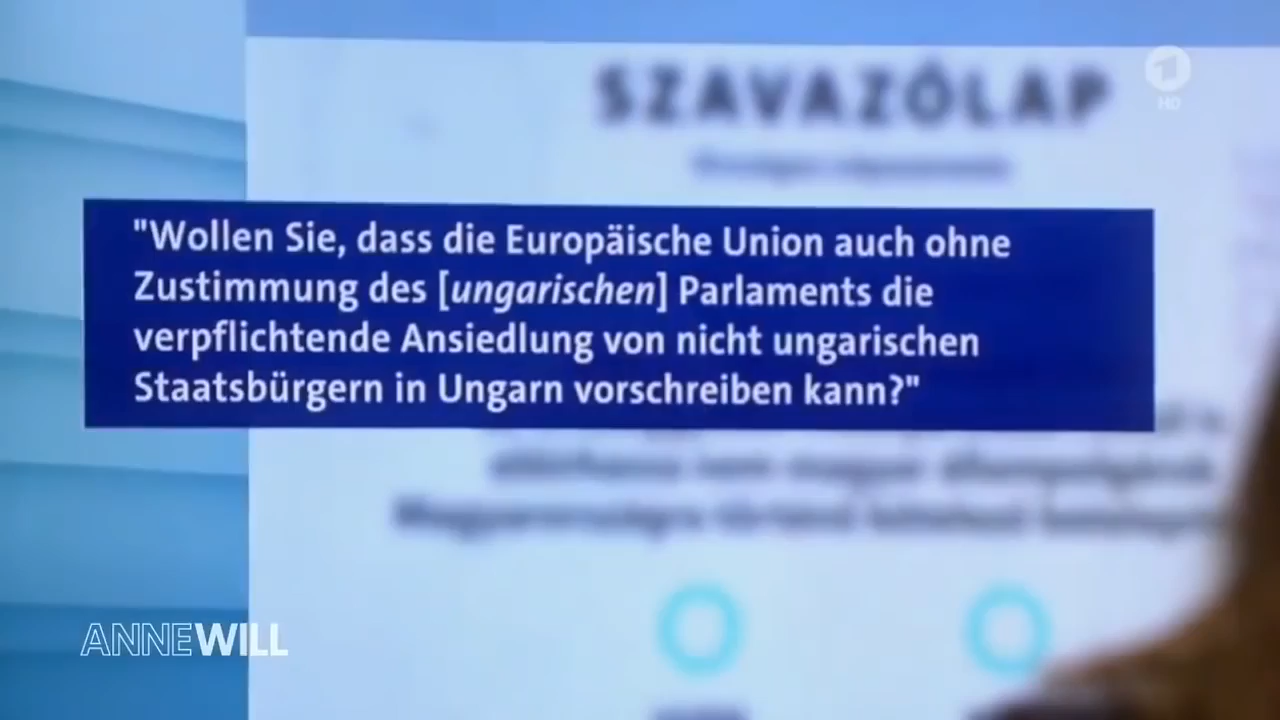 SZAVAZÓLAP
1
HD
"Wollen Sie, dass die Europäische Union auch ohne
Zustimmung des [ungarischen] Parlaments die
verpflichtende Ansiedlung von nicht ungarischen
Staatsbürgern in Ungarn vorschreiben kann?"
ANNEWILL